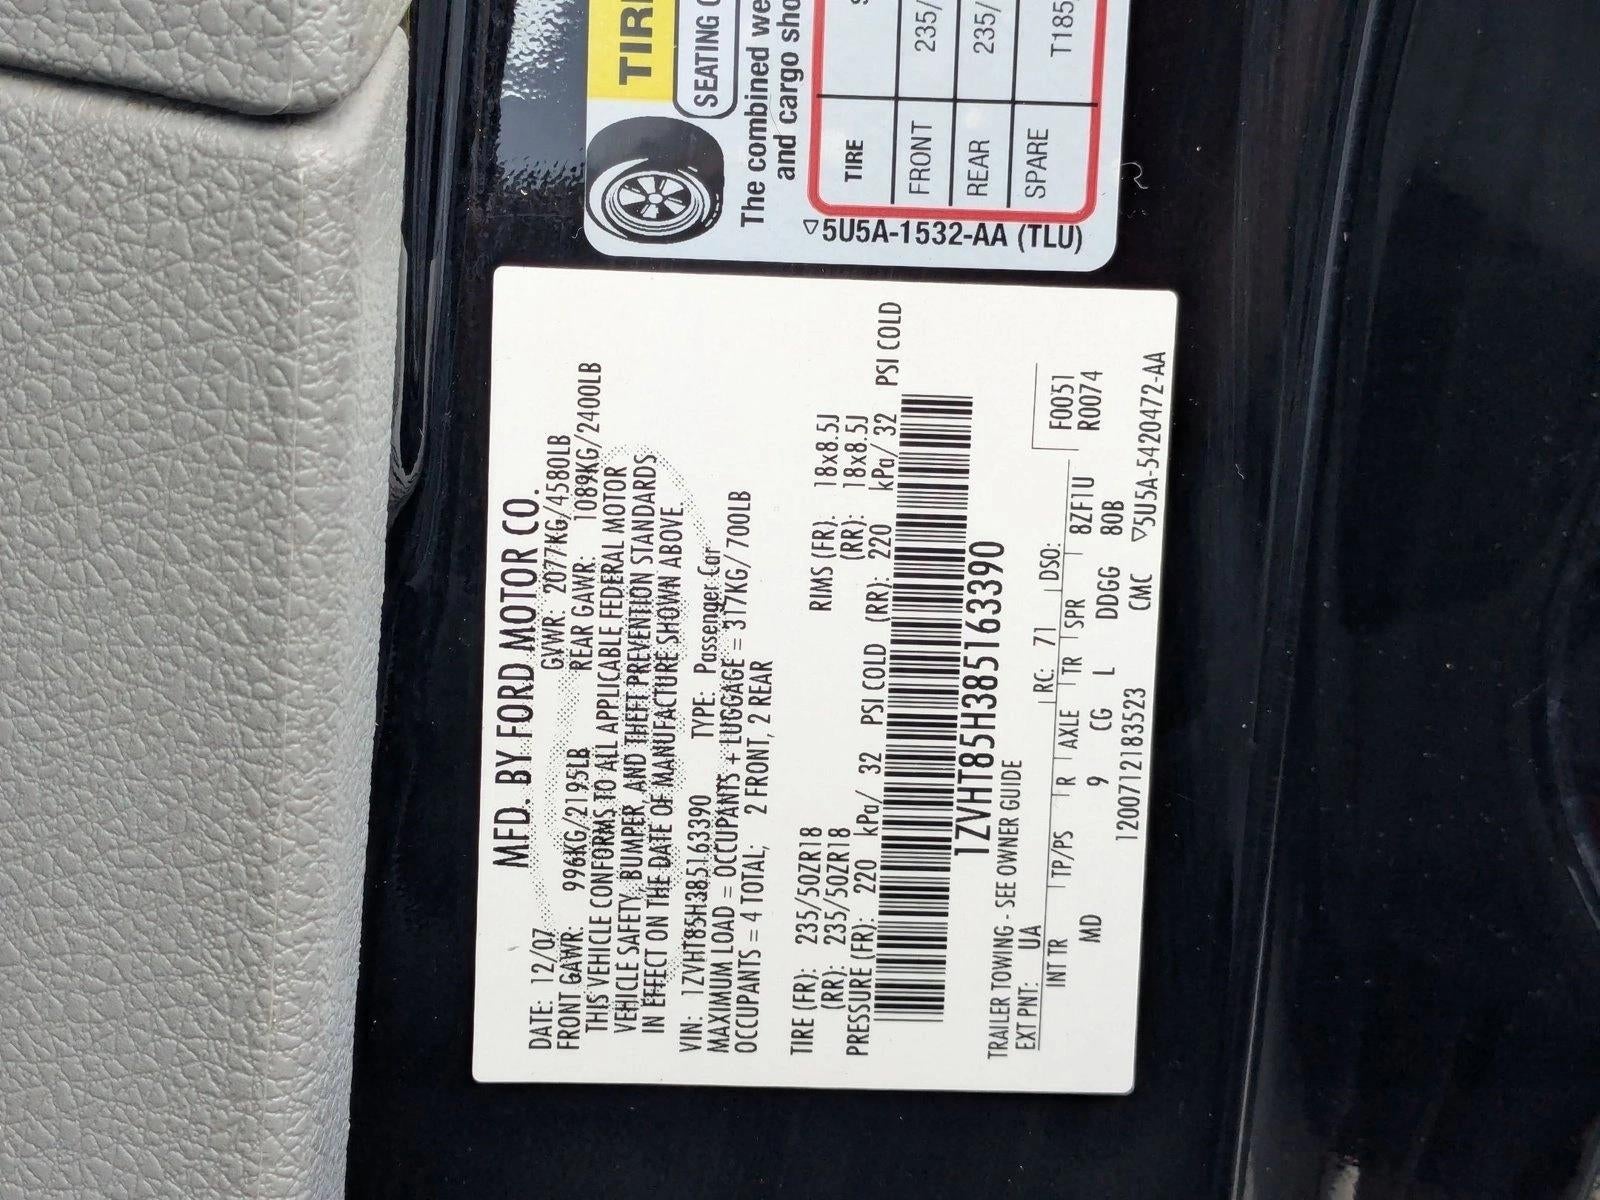 MFD. BY FORD MOTOR CO.
DATE: 12/07 GVWR: 2077KG/4580LB
FRONT GAWR: 996KG/2195LB REAR GAWR: 1089KG/2400LB
THIS VEHICLE CONFORMS TO ALL APPLICABLE FEDERAL MOTOR
VEHICLE SAFETY, BUMPER, AND THEFT PREVENTION STANDARDS
IN EFFECT ON THE DATE OF MANUFACTURE SHOWN ABOVE.
VIN: 1ZVHT85H385163390 TYPE: Passenger Car
MAXIMUM LOAD = OCCUPANTS + LUGGAGE = 317KG/700LB
OCCUPANTS = 4 TOTAL; 2 FRONT, 2 REAR
TIRE (FR): 235/50ZR18 RIMS (FR): 18x8.5J
(RR): 235/50ZR18 (RR): 18x8.5J
PRESSURE (FR): 220 kPa/ 32 PSI COLD (RR): 220 kPa/ 32 PSI COLD
1ZVHT85H385163390
TRAILER TOWING - SEE OWNER GUIDE
EXT PNT: UA RC: 71 DSO: F0051
INT TR TP/PS R AXLE TR SPR 8ZF1U R0074
MD 9 CG L DDGG 80B
1200712183523 CMC ▽5U5A-5420472-AA
TIR
SEATING C
The combined we
and cargo sho
TIRE S
FRONT 235/
REAR 235/
SPARE T185
▽5U5A-1532-AA (TLU)